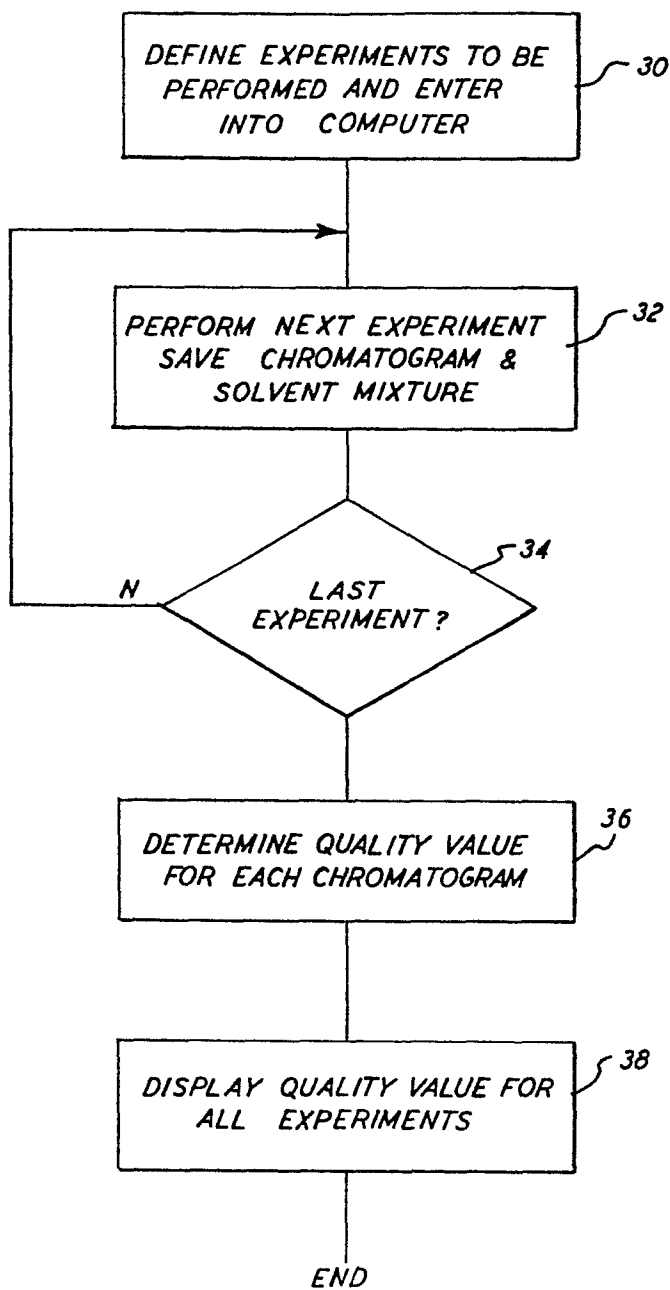 DEFINE EXPERIMENTS TO BE
PERFORMED AND ENTER
INTO COMPUTER
30
PERFORM NEXT EXPERIMENT
SAVE CHROMATOGRAM &
SOLVENT MIXTURE
32
34
N
LAST
EXPERIMENT?
DETERMINE QUALITY VALUE
FOR EACH CHROMATOGRAM
36
DISPLAY QUALITY VALUE FOR
ALL EXPERIMENTS
38
END